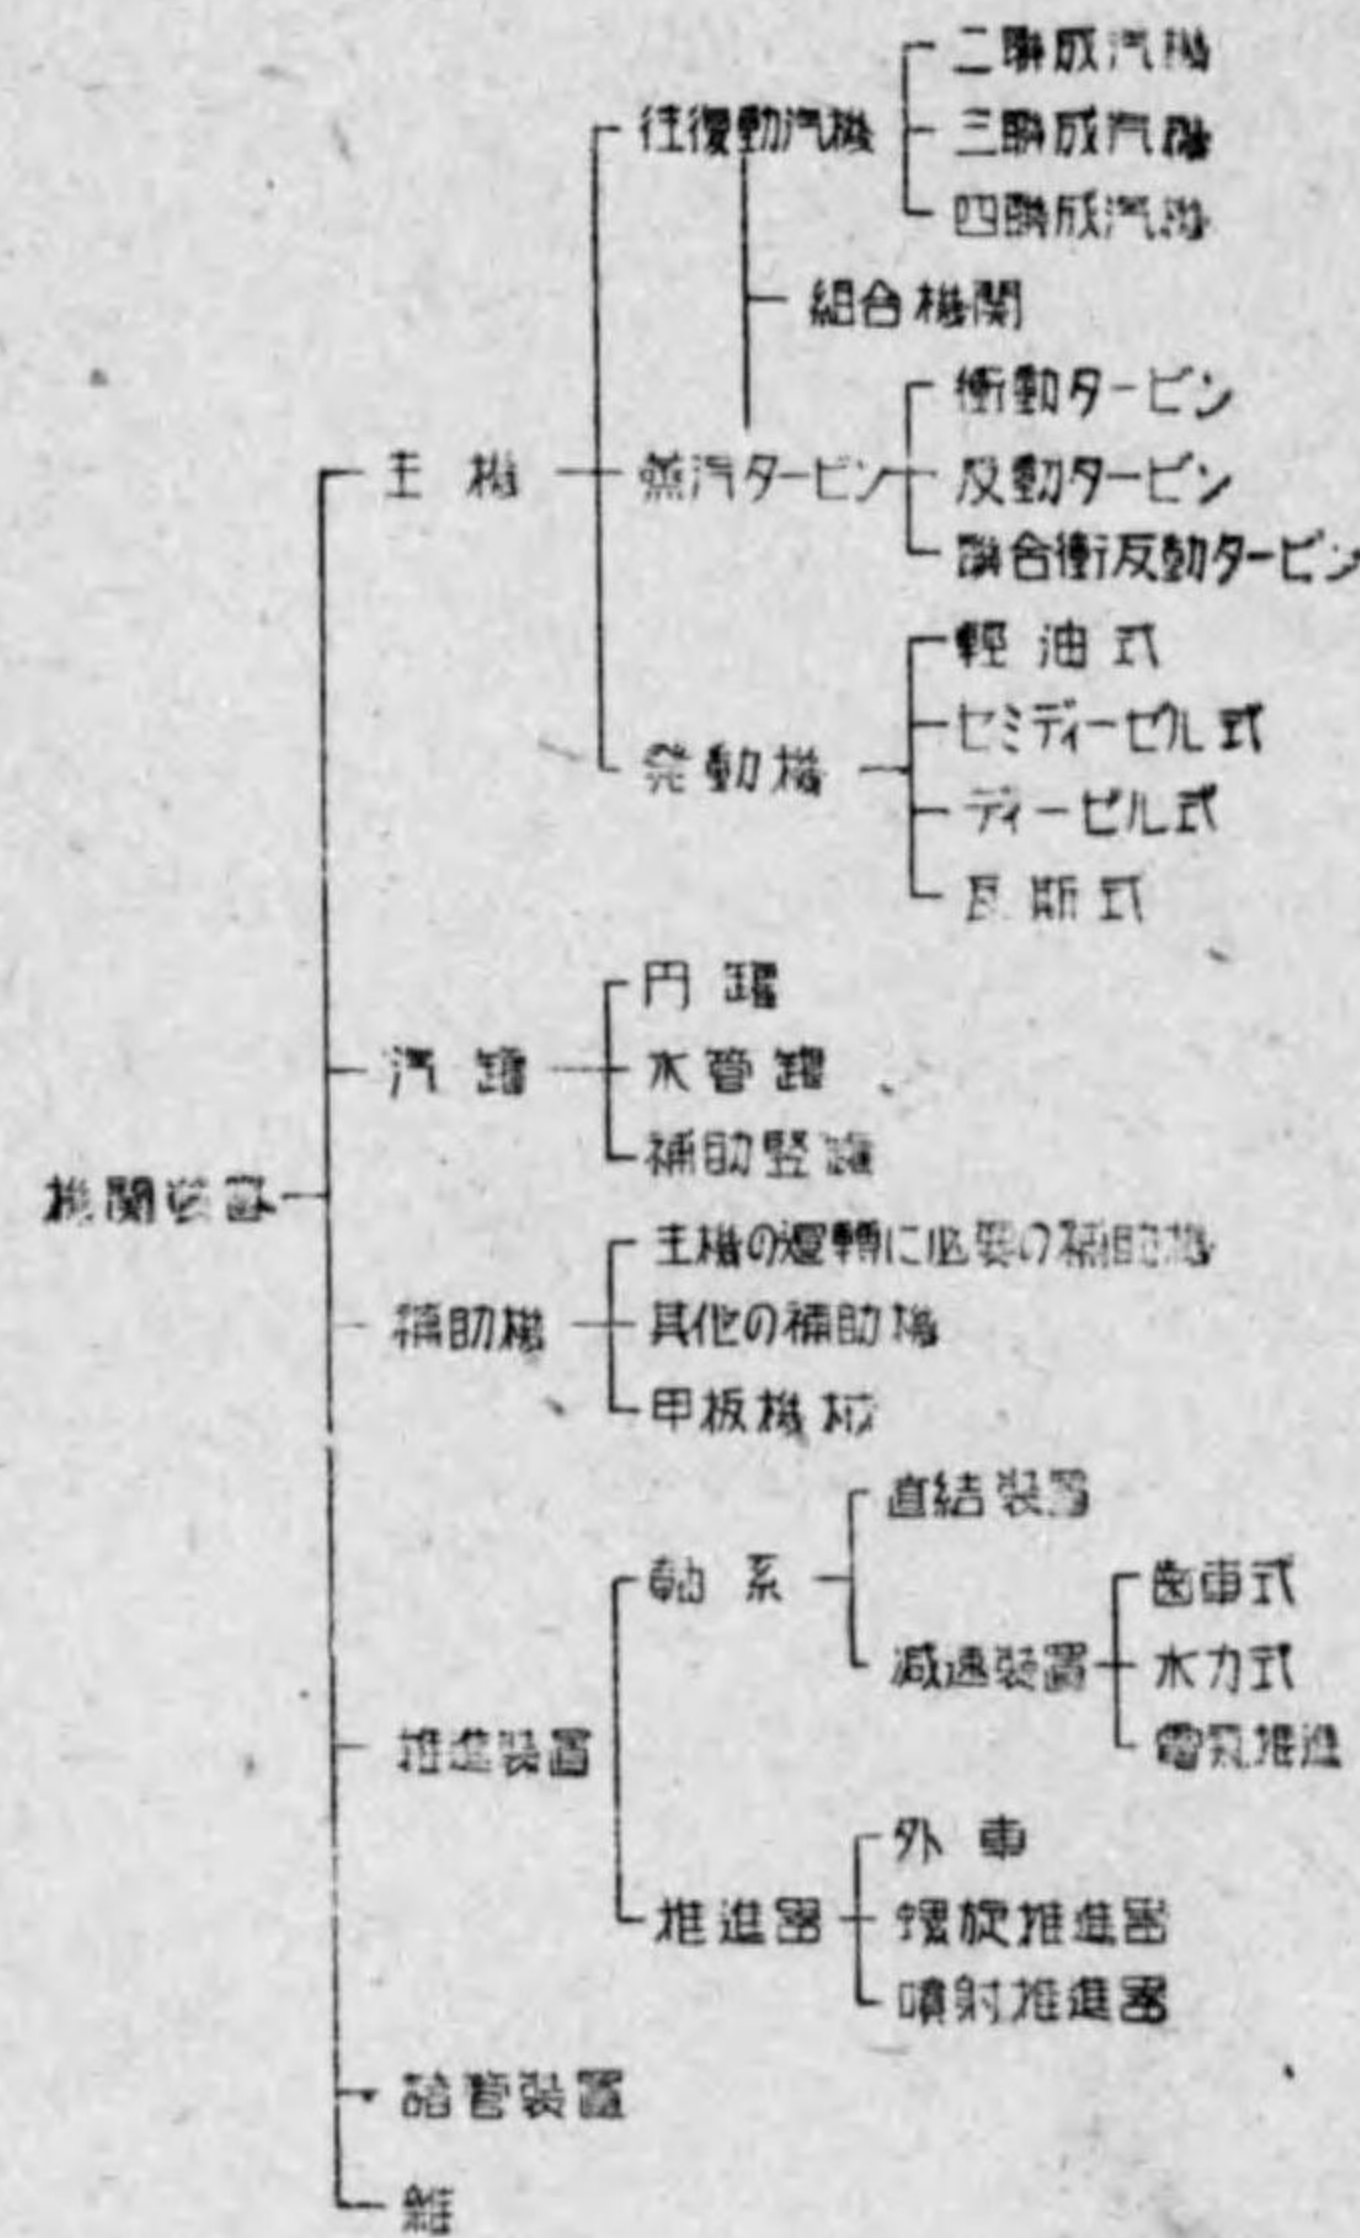 二聯成汽機
往復動汽機
三聯成汽機
四聯成汽機
組合機関
衝動タービン
主機
蒸汽タービン
反動タービン
聯合衝反動タービン
軽油式
セミディーゼル式
発動機
ディーゼル式
瓦斯式
円罐
汽罐
水管罐
補助竪罐
機関装置
主機の運轉に必要の補助機
補助機
其他の補助機
甲板機械
直結装置
軸系
歯車式
減速装置
水力式
電気推進
推進装置
外車
推進器
螺旋推進器
噴射推進器
諸管装置
雑